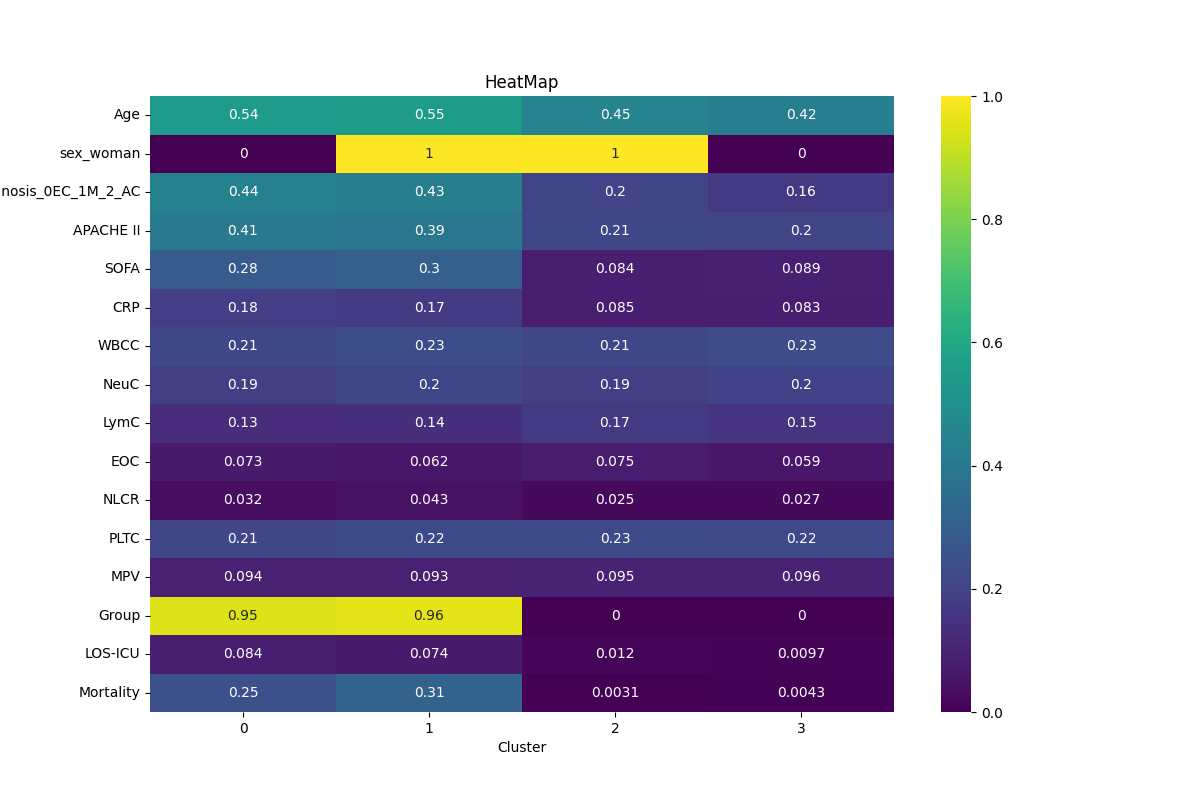 HeatMap
Age 0.54 0.55 0.45 0.42
sex_woman 0 1 1 0
nosis_0EC_1M_2_AC 0.44 0.43 0.2 0.16
APACHE II 0.41 0.39 0.21 0.2
SOFA 0.28 0.3 0.084 0.089
CRP 0.18 0.17 0.085 0.083
WBCC 0.21 0.23 0.21 0.23
NeuC 0.19 0.2 0.19 0.2
LymC 0.13 0.14 0.17 0.15
EOC 0.073 0.062 0.075 0.059
NLCR 0.032 0.043 0.025 0.027
PLTC 0.21 0.22 0.23 0.22
MPV 0.094 0.093 0.095 0.096
Group 0.95 0.96 0 0
LOS-ICU 0.084 0.074 0.012 0.0097
Mortality 0.25 0.31 0.0031 0.0043
0 1 2 3
Cluster
1.0
0.8
0.6
0.4
0.2
0.0